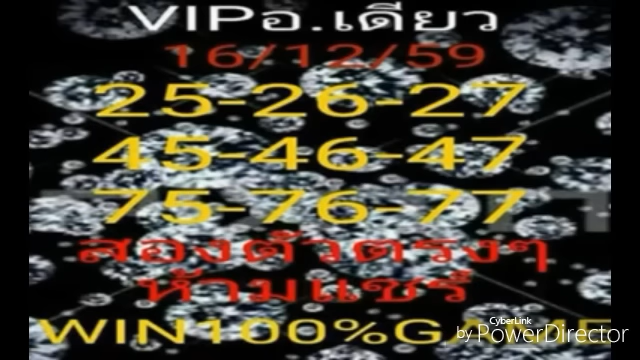 VIPอ.เดียว
16/12/59
25-26-27
45-46-47
75-76-77
สองตัวตรงๆ
ห้ามแชร์
WIN100%GAME
CyberLink
by PowerDirector